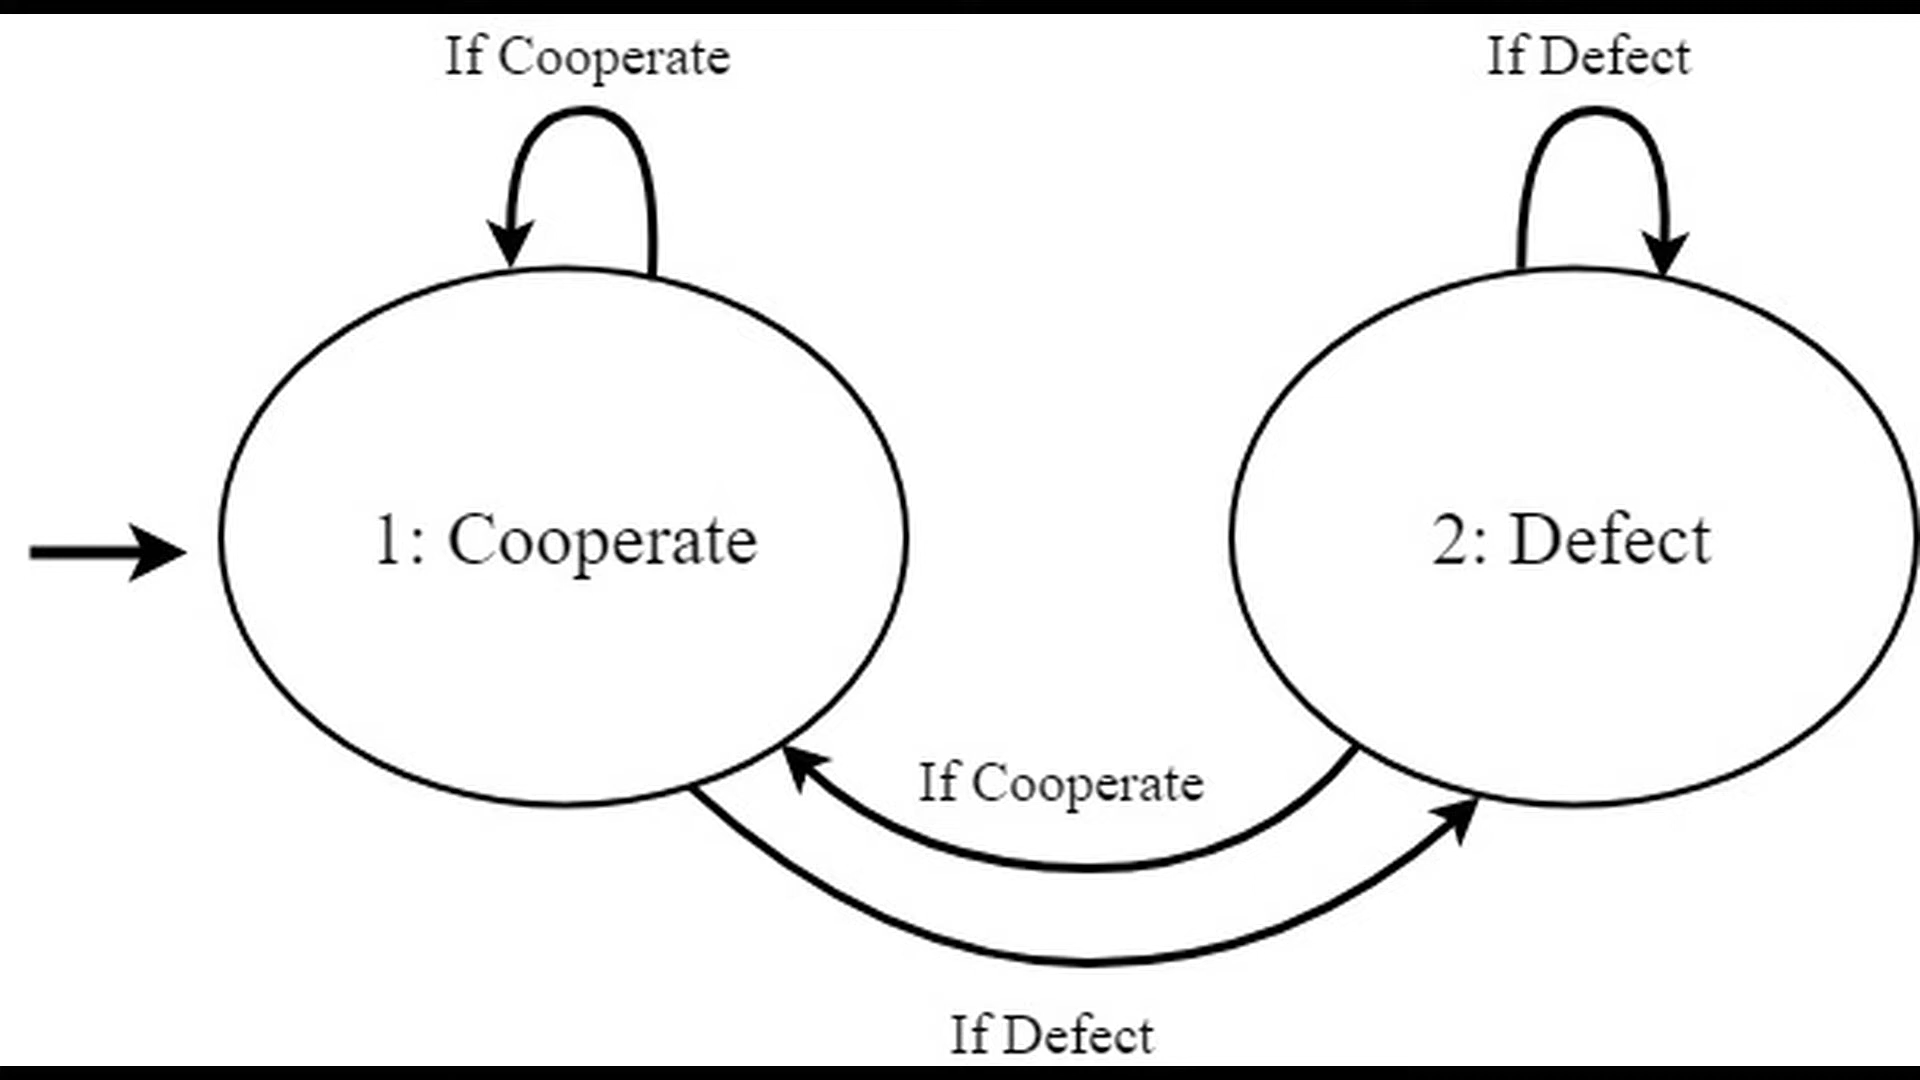 If Cooperate
If Defect
1: Cooperate
2: Defect
If Cooperate
If Defect